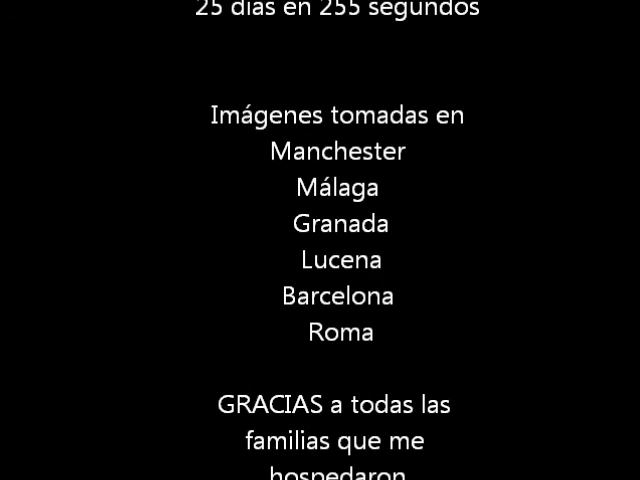 25 días en 255 segundos
Imágenes tomadas en
Manchester
Málaga
Granada
Lucena
Barcelona
Roma
GRACIAS a todas las
familias que me
hospedaron